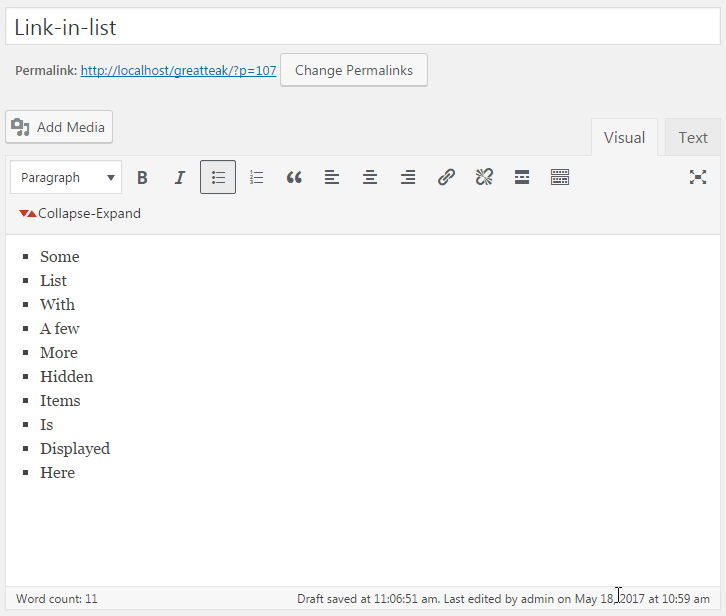 Link-in-list
Permalink: http://localhost/greatteak/?p=107 Change Permalinks
Add Media
Visual Text
Paragraph B I
Collapse-Expand
Some
List
With
A few
More
Hidden
Items
Is
Displayed
Here
Word count: 11 Draft saved at 11:06:51 am. Last edited by admin on May 18, 2017 at 10:59 am